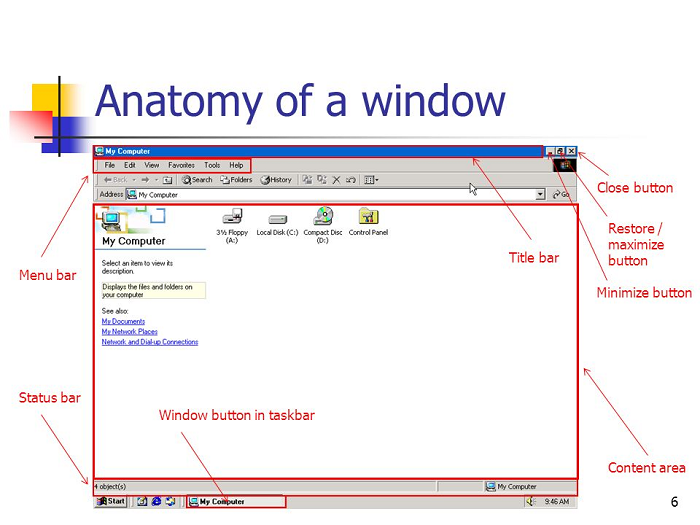 Anatomy of a window
My Computer
File Edit View Favorites Tools Help
Back Search Folders History
Address My Computer Go
Close button
Restore /
maximize
button
Minimize button
Title bar
Menu bar
3½ Floppy
(A:)
Local Disk (C:)
Compact Disc
(D:)
Control Panel
My Computer
Select an item to view its
description.
Displays the files and folders on
your computer
See also:
My Documents
My Network Places
Network and Dial-up Connections
Status bar
Window button in taskbar
Content area
4 object(s) My Computer
Start My Computer 9:46 AM
6